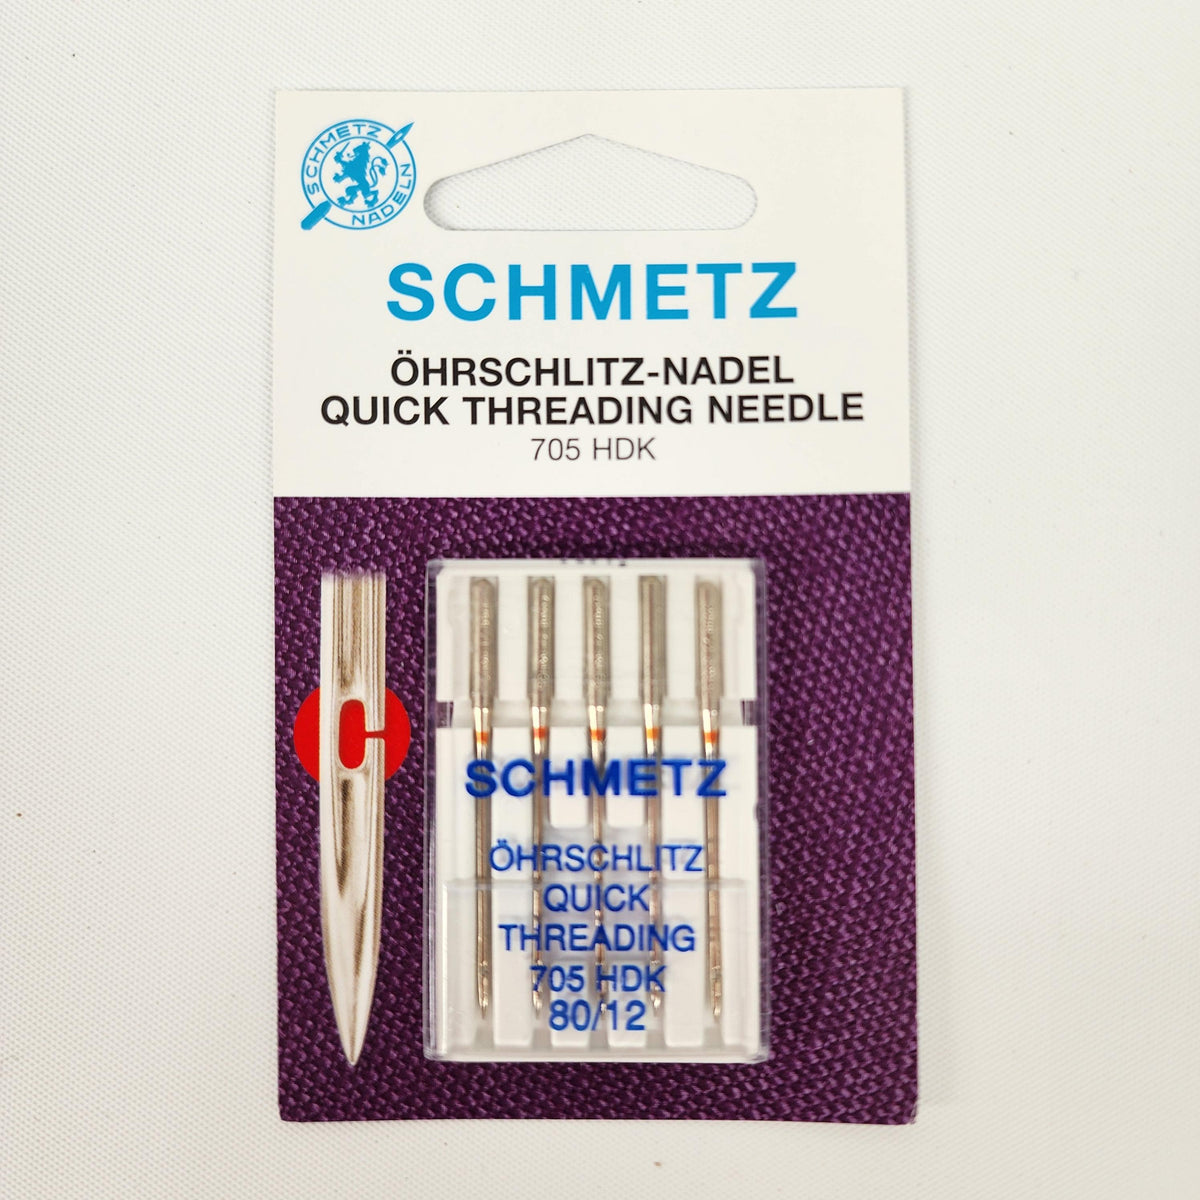 SCHMETZ
NADELN
SCHMETZ
ÖHRSCHLITZ-NADEL
QUICK THREADING NEEDLE
705 HDK
SCHMETZ
ÖHRSCHLITZ
QUICK
THREADING
705 HDK
80/12